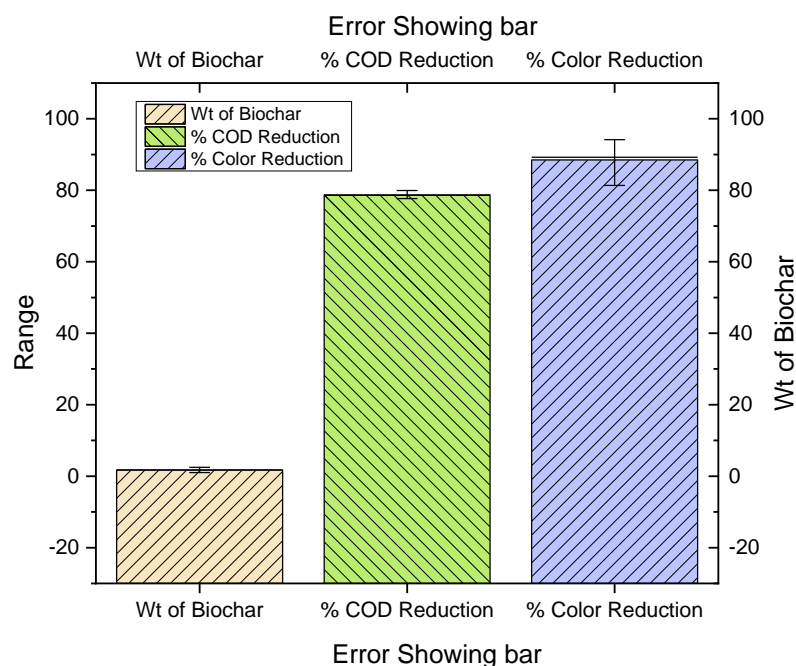 Error Showing bar
Wt of Biochar % COD Reduction % Color Reduction
Wt of Biochar
% COD Reduction
% Color Reduction
100
80
60
40
20
0
-20
Range
100
80
60
40
20
0
-20
Wt of Biochar
Wt of Biochar % COD Reduction % Color Reduction
Error Showing bar